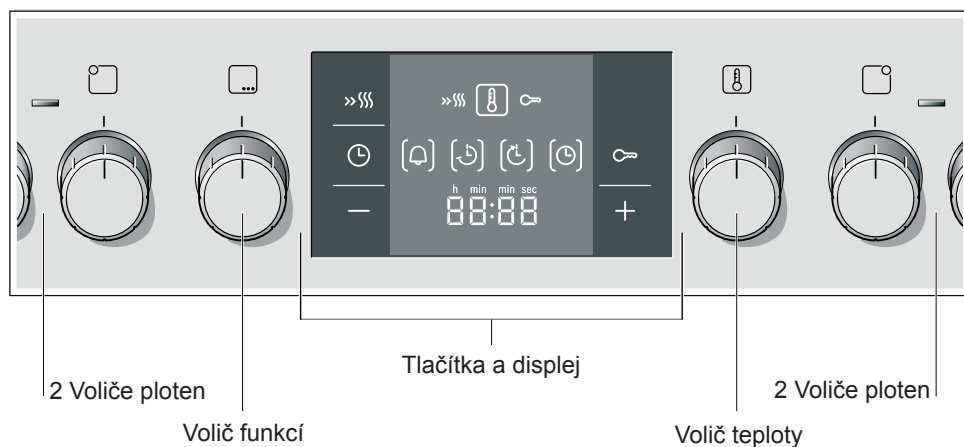 h min min sec
88:88
Tlačítka a displej
2 Voliče ploten
2 Voliče ploten
Volič funkcí
Volič teploty